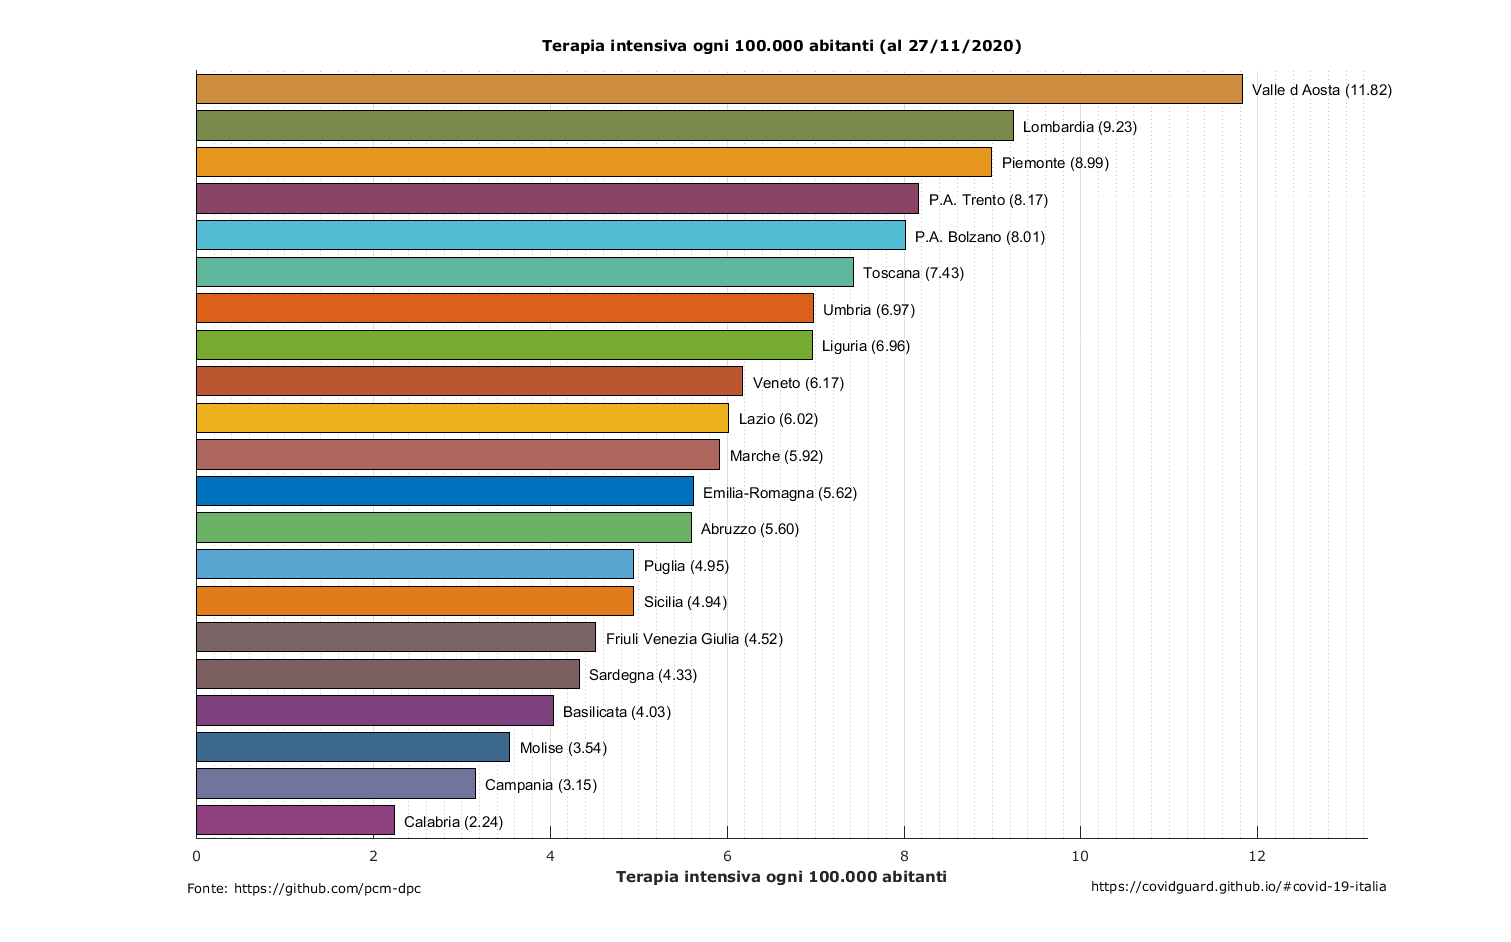 Terapia intensiva ogni 100.000 abitanti (al 27/11/2020)
Valle d Aosta (11.82)
Lombardia (9.23)
Piemonte (8.99)
P.A. Trento (8.17)
P.A. Bolzano (8.01)
Toscana (7.43)
Umbria (6.97)
Liguria (6.96)
Veneto (6.17)
Lazio (6.02)
Marche (5.92)
Emilia-Romagna (5.62)
Abruzzo (5.60)
Puglia (4.95)
Sicilia (4.94)
Friuli Venezia Giulia (4.52)
Sardegna (4.33)
Basilicata (4.03)
Molise (3.54)
Campania (3.15)
Calabria (2.24)
0 2 4 6 8 10 12
Terapia intensiva ogni 100.000 abitanti
Fonte: https://github.com/pcm-dpc
https://covidguard.github.io/#covid-19-italia